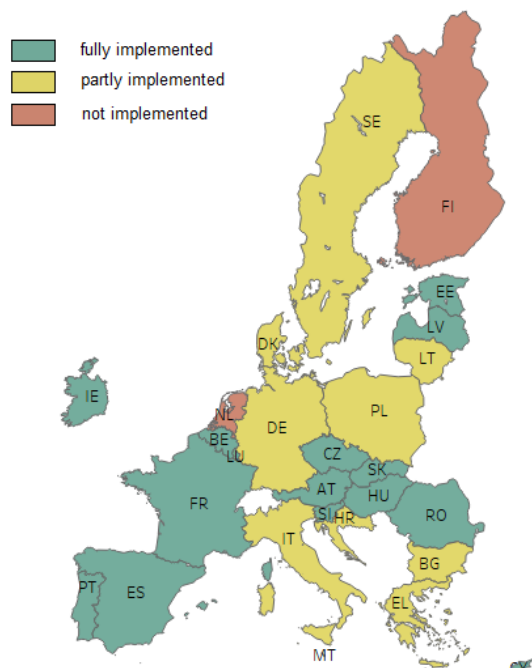 fully implemented
partly implemented
not implemented
SE
FI
EE
LV
DK
LT
IE
NL
PL
DE
BE
LU
CZ
SK
AT
HU
FR
SI
HR
RO
IT
BG
PT
ES
EL
MT